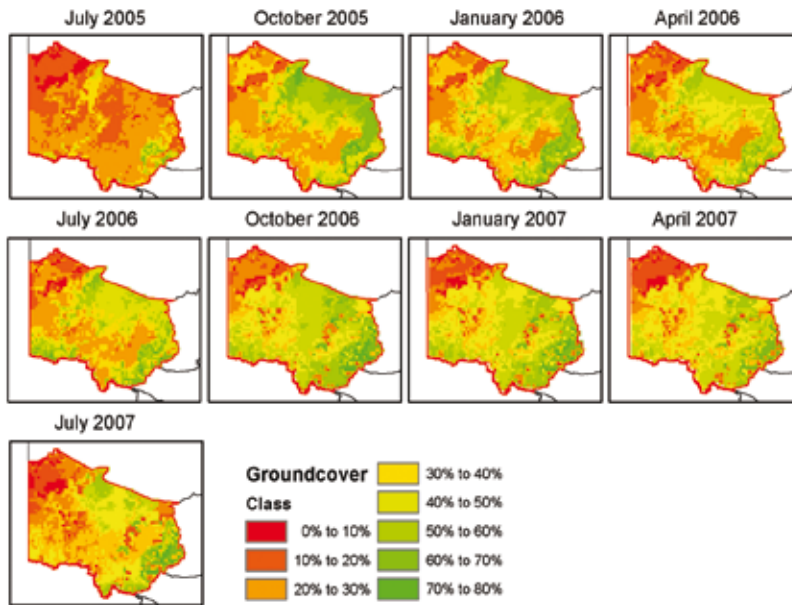 July 2005 October 2005 January 2006 April 2006
July 2006 October 2006 January 2007 April 2007
July 2007
Groundcover
Class
0% to 10%
10% to 20%
20% to 30%
30% to 40%
40% to 50%
50% to 60%
60% to 70%
70% to 80%